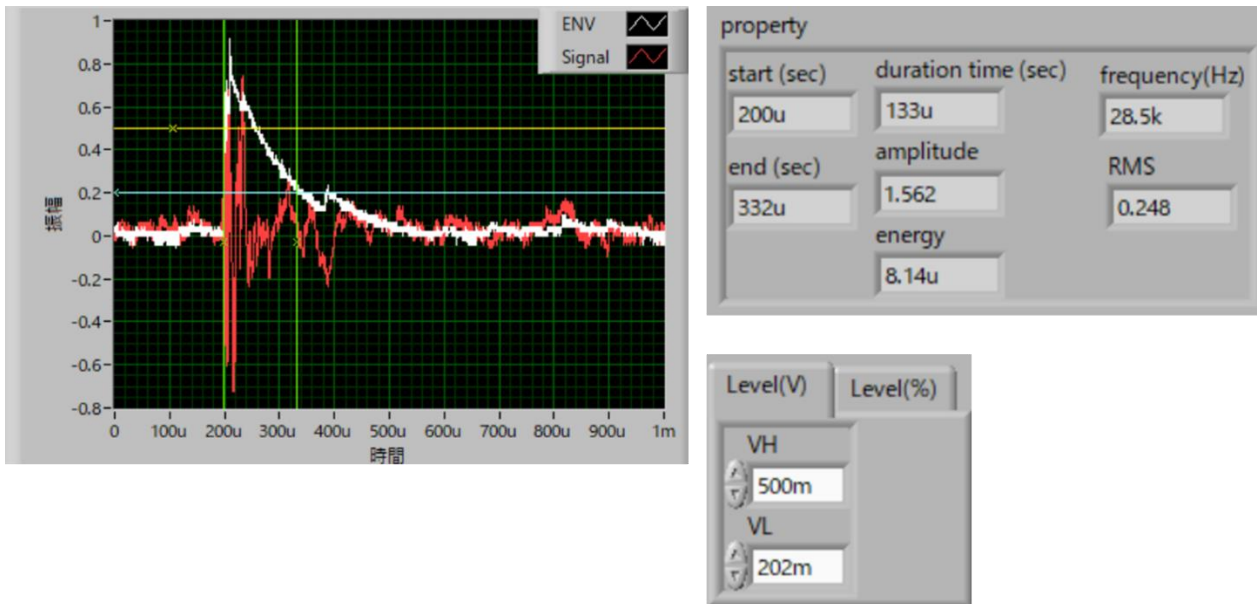 ENV
Signal
1
0.8
0.6
0.4
0.2
0
-0.2
-0.4
-0.6
-0.8
振幅
0 100u 200u 300u 400u 500u 600u 700u 800u 900u 1m
時間
property
start (sec) duration time (sec) frequency(Hz)
200u 133u 28.5k
end (sec) amplitude RMS
332u 1.562 0.248
energy
8.14u
Level(V) Level(%)
VH
500m
VL
202m